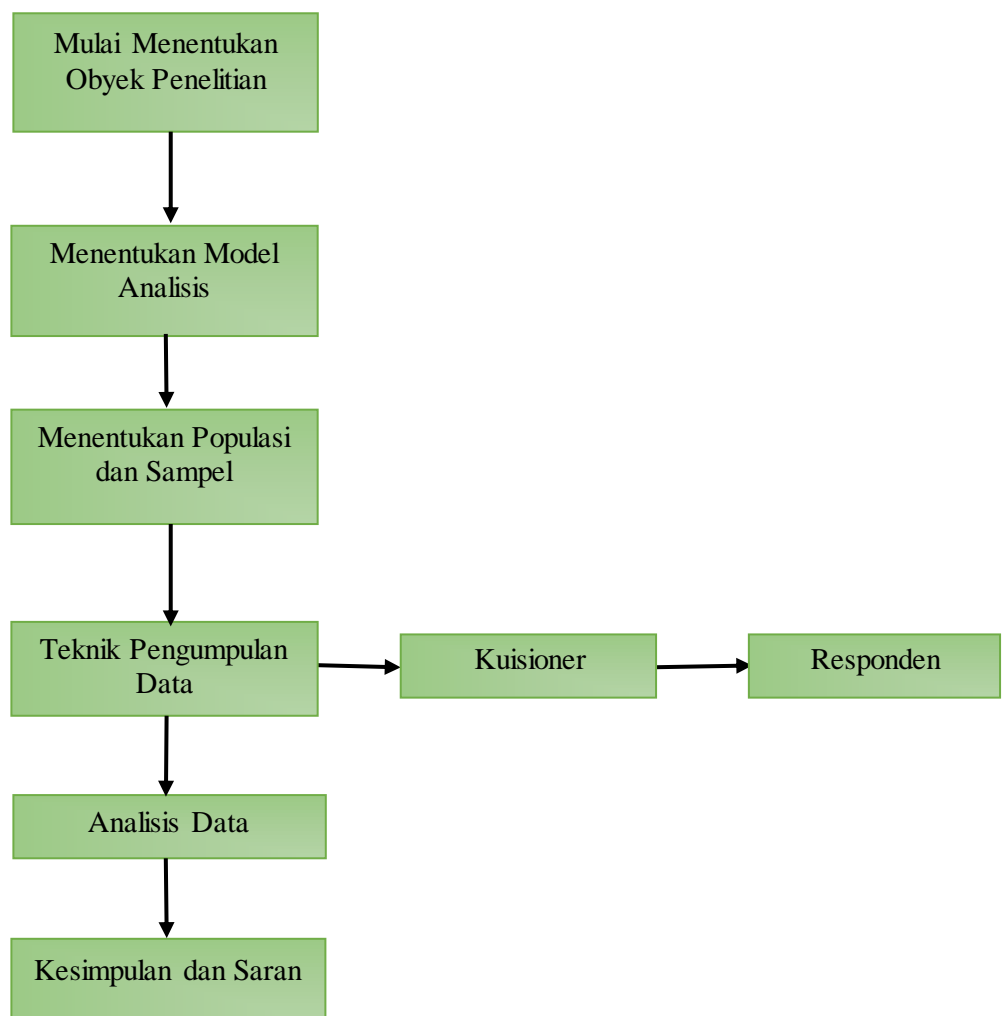 Mulai Menentukan
Obyek Penelitian
Menentukan Model
Analisis
Menentukan Populasi
dan Sampel
Teknik Pengumpulan
Data
Kuisioner
Responden
Analisis Data
Kesimpulan dan Saran